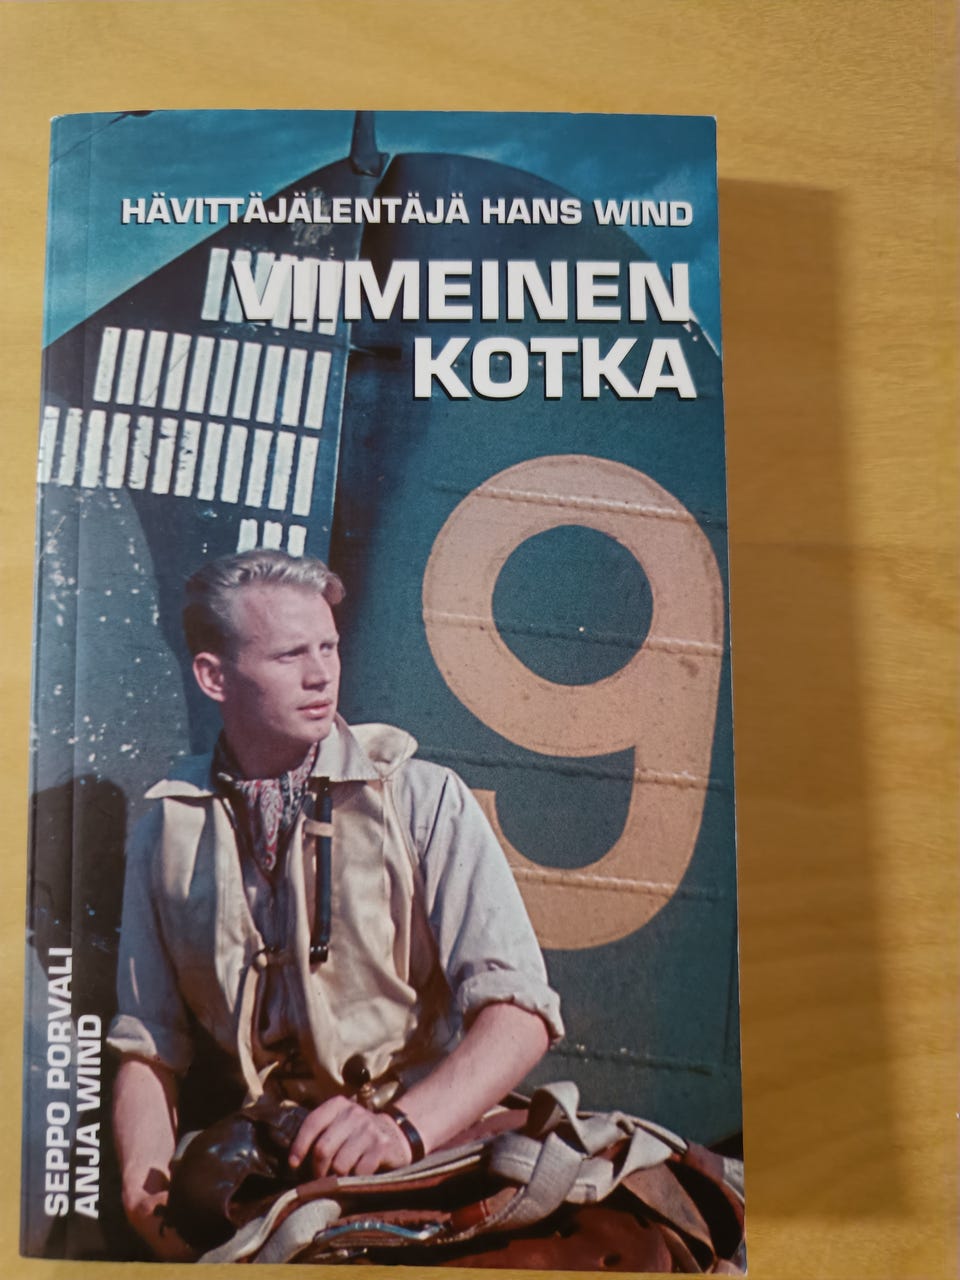 HÄVITTÄJÄLENTÄJÄ HANS WIND
VIIMEINEN
KOTKA
9
SEPPO PORVALI
ANJA WIND